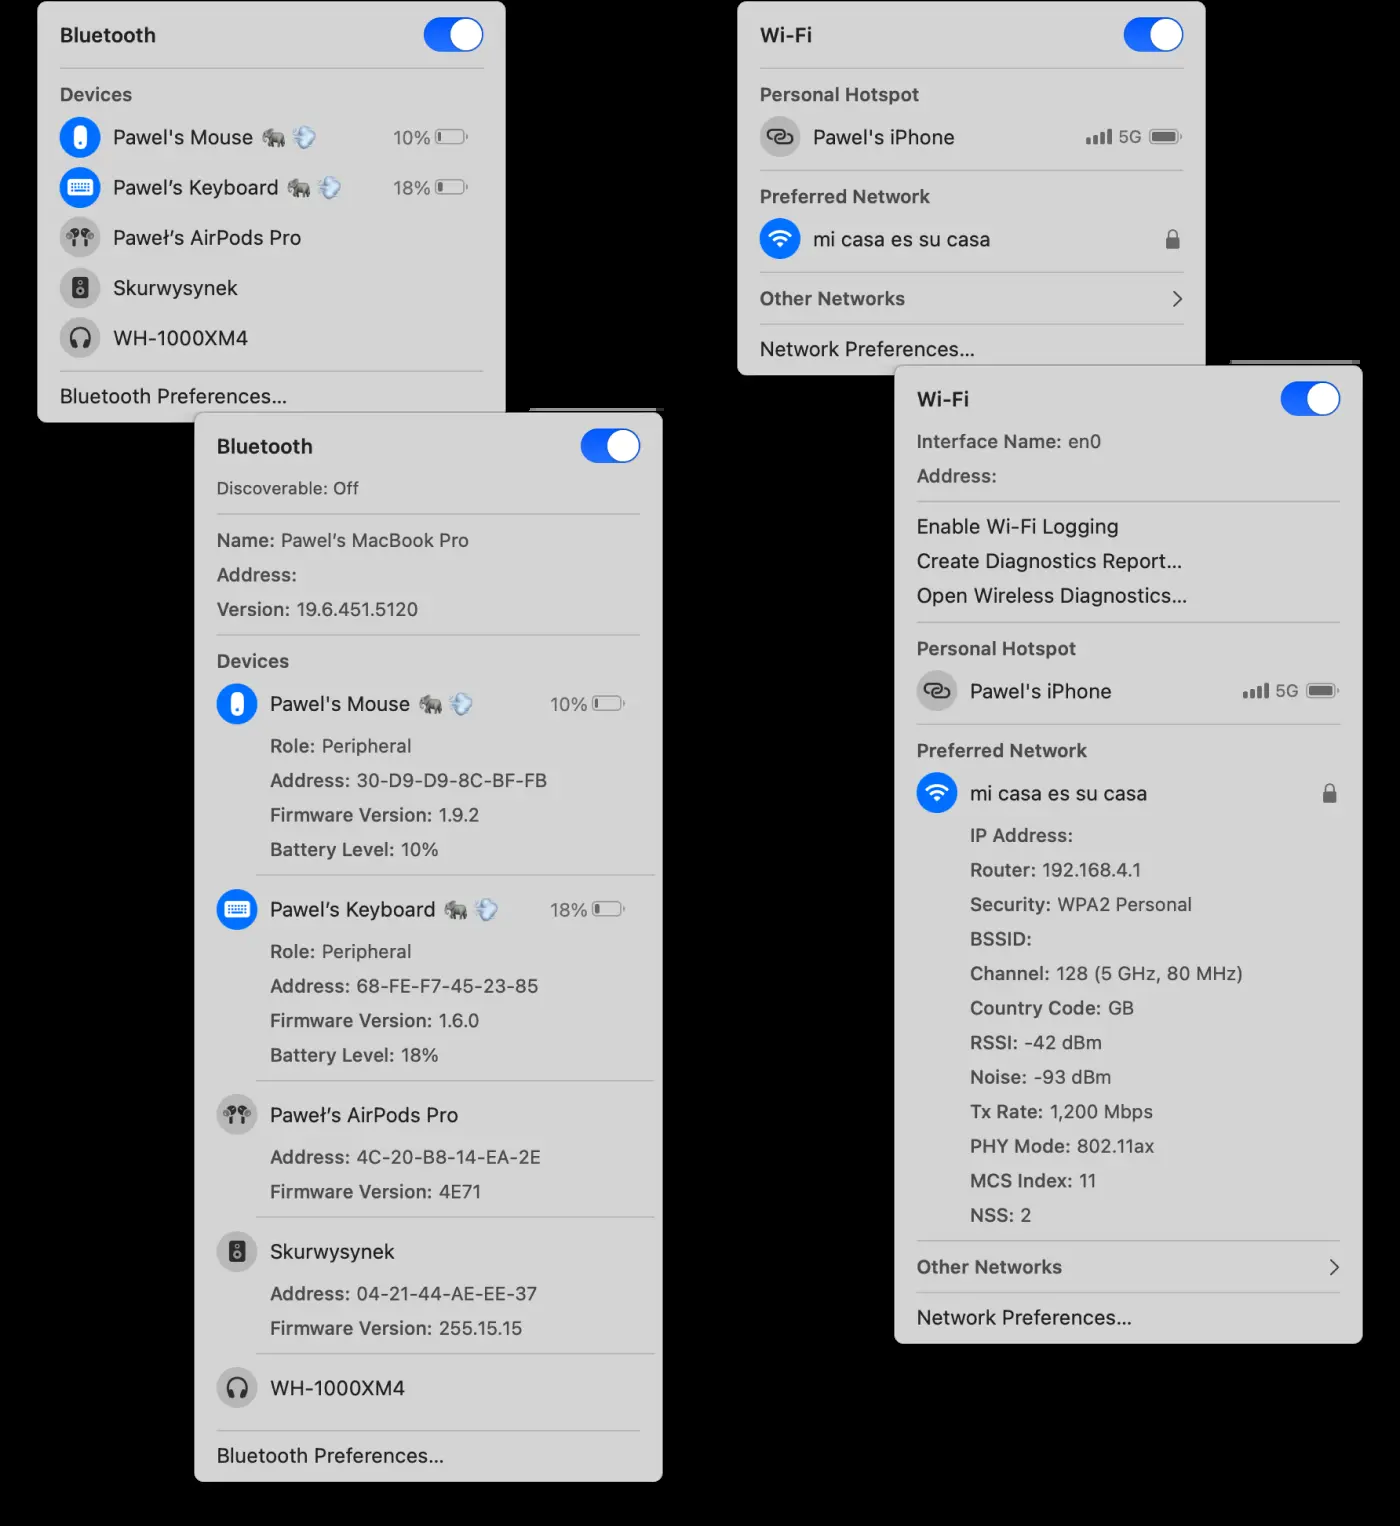 Bluetooth
Devices
Pawel's Mouse 🐘 💨 10%
Pawel’s Keyboard 🐘 💨 18%
Paweł’s AirPods Pro
Skurwysynek
WH-1000XM4
Bluetooth Preferences...
Bluetooth
Discoverable: Off
Name: Pawel’s MacBook Pro
Address:
Version: 19.6.451.5120
Devices
Pawel's Mouse 🐘 💨 10%
Role: Peripheral
Address: 30-D9-D9-8C-BF-FB
Firmware Version: 1.9.2
Battery Level: 10%
Pawel’s Keyboard 🐘 💨 18%
Role: Peripheral
Address: 68-FE-F7-45-23-85
Firmware Version: 1.6.0
Battery Level: 18%
Paweł’s AirPods Pro
Address: 4C-20-B8-14-EA-2E
Firmware Version: 4E71
Skurwysynek
Address: 04-21-44-AE-EE-37
Firmware Version: 255.15.15
WH-1000XM4
Bluetooth Preferences...
Wi-Fi
Personal Hotspot
Pawel's iPhone 5G
Preferred Network
mi casa es su casa
Other Networks
Network Preferences...
Wi-Fi
Interface Name: en0
Address:
Enable Wi-Fi Logging
Create Diagnostics Report...
Open Wireless Diagnostics...
Personal Hotspot
Pawel's iPhone 5G
Preferred Network
mi casa es su casa
IP Address:
Router: 192.168.4.1
Security: WPA2 Personal
BSSID:
Channel: 128 (5 GHz, 80 MHz)
Country Code: GB
RSSI: -42 dBm
Noise: -93 dBm
Tx Rate: 1,200 Mbps
PHY Mode: 802.11ax
MCS Index: 11
NSS: 2
Other Networks
Network Preferences...